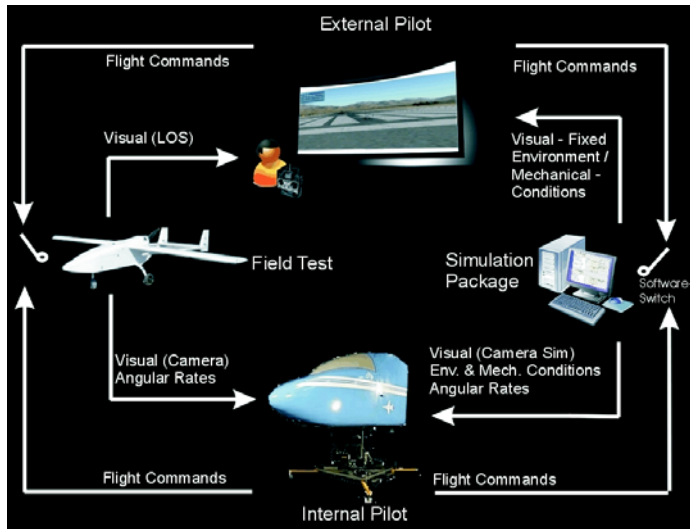 External Pilot
Flight Commands
Flight Commands
Visual (LOS)
Visual - Fixed
Environment /
Mechanical -
Conditions
Field Test
Simulation
Package
Software-
Switch
Visual (Camera)
Angular Rates
Visual (Camera Sim)
Env. & Mech. Conditions
Angular Rates
Flight Commands
Flight Commands
Internal Pilot